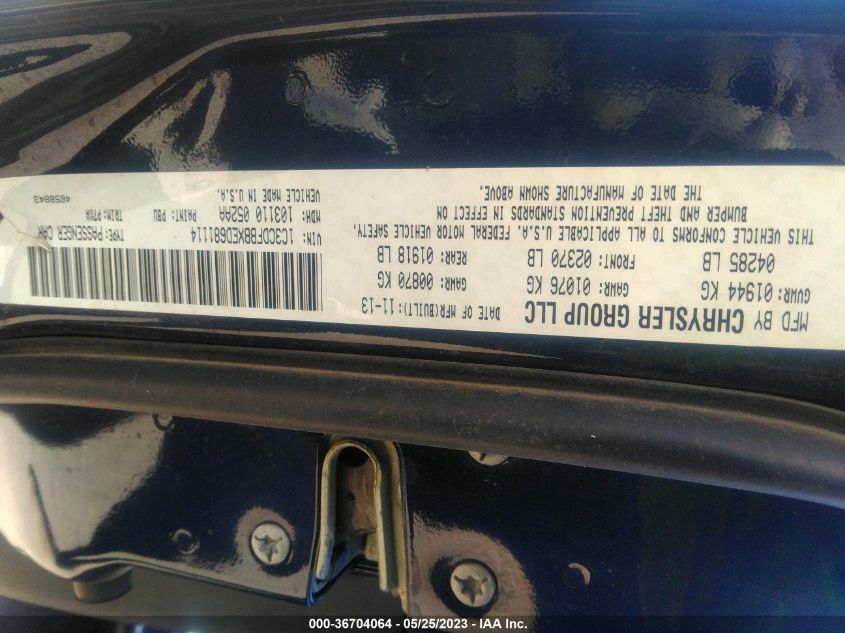 MFD BY CHRYSLER GROUP LLC DATE OF MFR(BUILT): 11-13
GVWR: 01944 KG GAWR: 01076 KG GAWR: 00870 KG
04285 LB FRONT: 02370 LB REAR: 01918 LB
THIS VEHICLE CONFORMS TO ALL APPLICABLE U.S.A. FEDERAL MOTOR VEHICLE SAFETY,
BUMPER AND THEFT PREVENTION STANDARDS IN EFFECT ON
THE DATE OF MANUFACTURE SHOWN ABOVE.
VIN: 1C3CDFBBXED681114 TYPE: PASSENGER CAR
MDH: 103110 052AA PAINT: PBU TRIM: P7XA
VEHICLE MADE IN U.S.A. 4658643
000-36704064 / 05/25/2023 / IAA Inc.